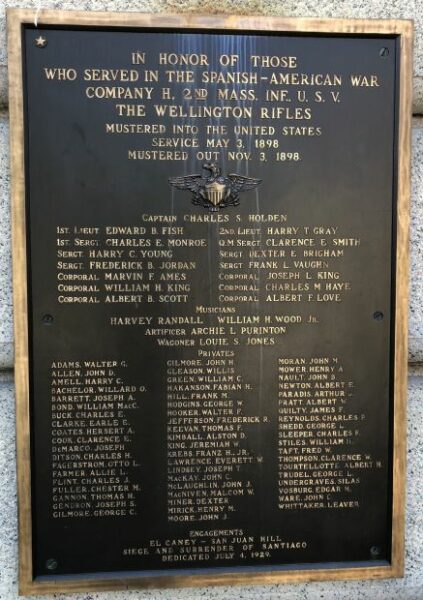 IN HONOR OF THOSE
WHO SERVED IN THE SPANISH-AMERICAN WAR
COMPANY H, 2ND MASS. INF., U. S. V.
THE WELLINGTON RIFLES
MUSTERED INTO THE UNITED STATES
SERVICE MAY 3, 1898
MUSTERED OUT NOV. 3, 1898
CAPTAIN CHARLES S. HOLDEN
1ST. LIEUT. EDWARD B. FISH 2ND. LIEUT. HARRY T. GRAY
1ST. SERGT. CHARLES E. MONROE Q.M SERGT. CLARENCE E. SMITH
SERGT. HARRY C. YOUNG SERGT. DEXTER E. BRIGHAM
SERGT. FREDERICK B. JORDAN SERGT. FRANK L. VAUGHN
CORPORAL MARVIN F. AMES CORPORAL JOSEPH L. KING
CORPORAL WILLIAM H. KING CORPORAL CHARLES M HAYE
CORPORAL ALBERT B. SCOTT CORPORAL ALBERT F. LOVE
MUSICIANS
HARVEY RANDALL WILLIAM H. WOOD JR.
ARTIFICER ARCHIE L. PURINTON
WAGONER LOUIE S. JONES
PRIVATES
ADAMS, WALTER G.
ALLEN, JOHN D.
AMELL, HARRY C.
BACHELOR, WILLARD O.
BARRETT, JOSEPH A.
BOND, WILLIAM MACC.
BUCK, CHARLES E.
CLARKE, EARLE E.
COATES, HERBERT A.
COOK, CLARENCE E.
DEMARCO, JOSEPH
DITSON, CHARLES H.
FAGERSTROM, OTTO L.
FARMER, ALLIE L.
FLINT, CHARLES J.
FULLER, CHESTER M.
GANNON, THOMAS H.
GENDRON, JOSEPH S.
GILMORE, GEORGE C.
GILMORE, JOHN H.
GLEASON, WILLIS
GREEN, WILLIAM C.
HAKANSON, FABIAN H.
HILL, FRANK M.
HODGINS, GEORGE W.
HOOKER, WALTER F.
JEFFERSON, FREDERICK R.
KEEVAN, THOMAS F.
KIMBALL, ALSTON D.
KING, JEREMIAH W.
KREBS, FRANZ H., JR.
LAWRENCE, EVERETT W.
LINDSEY, JOSEPH T.
MACKAY, JOHN C.
MCLAUGHLIN, JOHN J.
MACNIVEN, MALCOM W.
MINER, DEXTER
MIRICK, HENRY M.
MOORE, JOHN J.
MORAN, JOHN M.
MOWER, HENRY A.
NAULT, JOHN B.
NEWTON, ALBERT E.
PARADIS, ARTHUR L.
PRATT, ALBERT W.
QUILTY, JAMES F.
REYNOLDS, CHARLES P.
SHEDD, GEORGE L.
SLEEPER, CHARLES R.
STILES, WILLIAM H.
TAFT, FRED W.
THOMPSON, CLARENCE W.
TOURTELLOTTE, ALBERT H.
TRUDEL, GEORGE L.
UNDERGRAVES, SILAS
VOSBURG, EDGAR N.
WARE, JOHN C.
WHITTAKER, LEAVER
ENGAGEMENTS
EL CANEY - SAN JUAN HILL
SIEGE AND SURRENDER OF SANTIAGO
DEDICATED JULY 4, 1929.